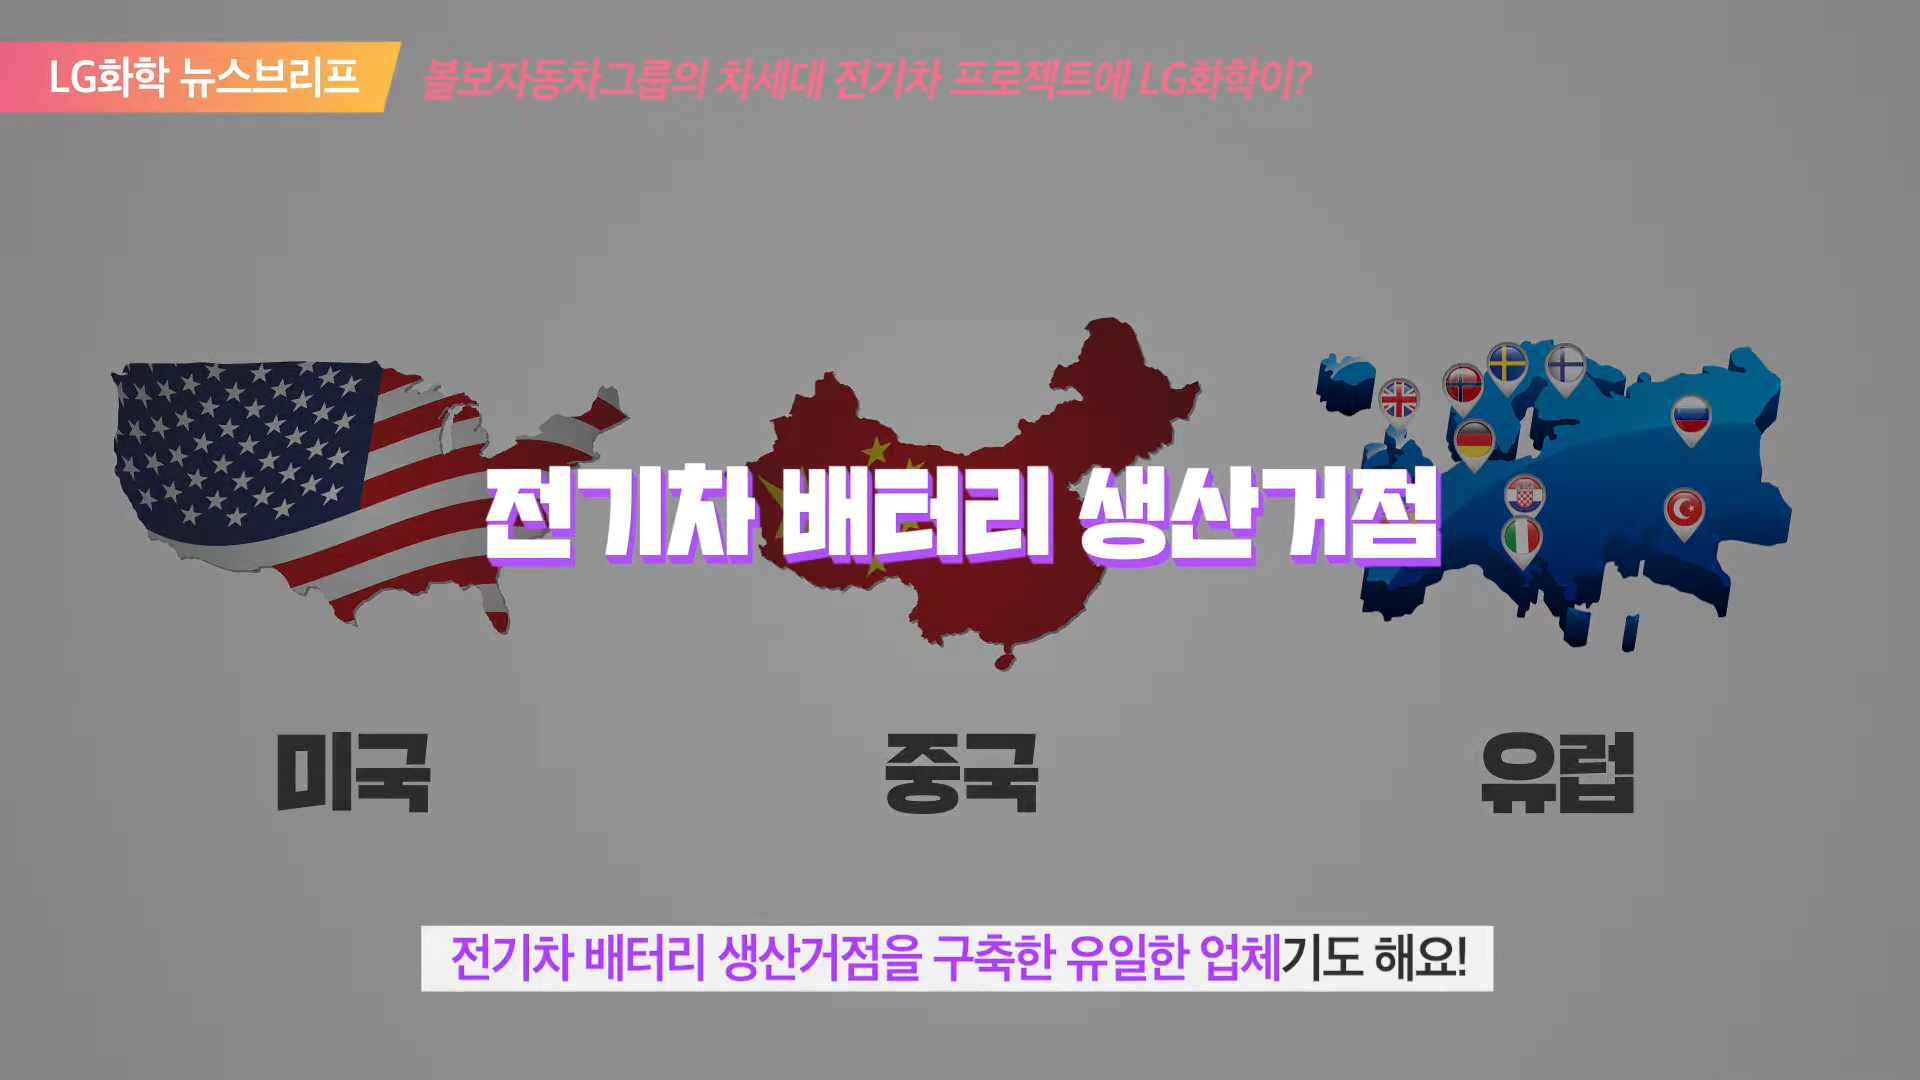 LG화학 뉴스브리프
볼보자동차그룹의 차세대 전기차 프로젝트에 LG화학이?
전기차 배터리 생산거점
미국
중국
유럽
전기차 배터리 생산거점을 구축한 유일한 업체기도 해요!